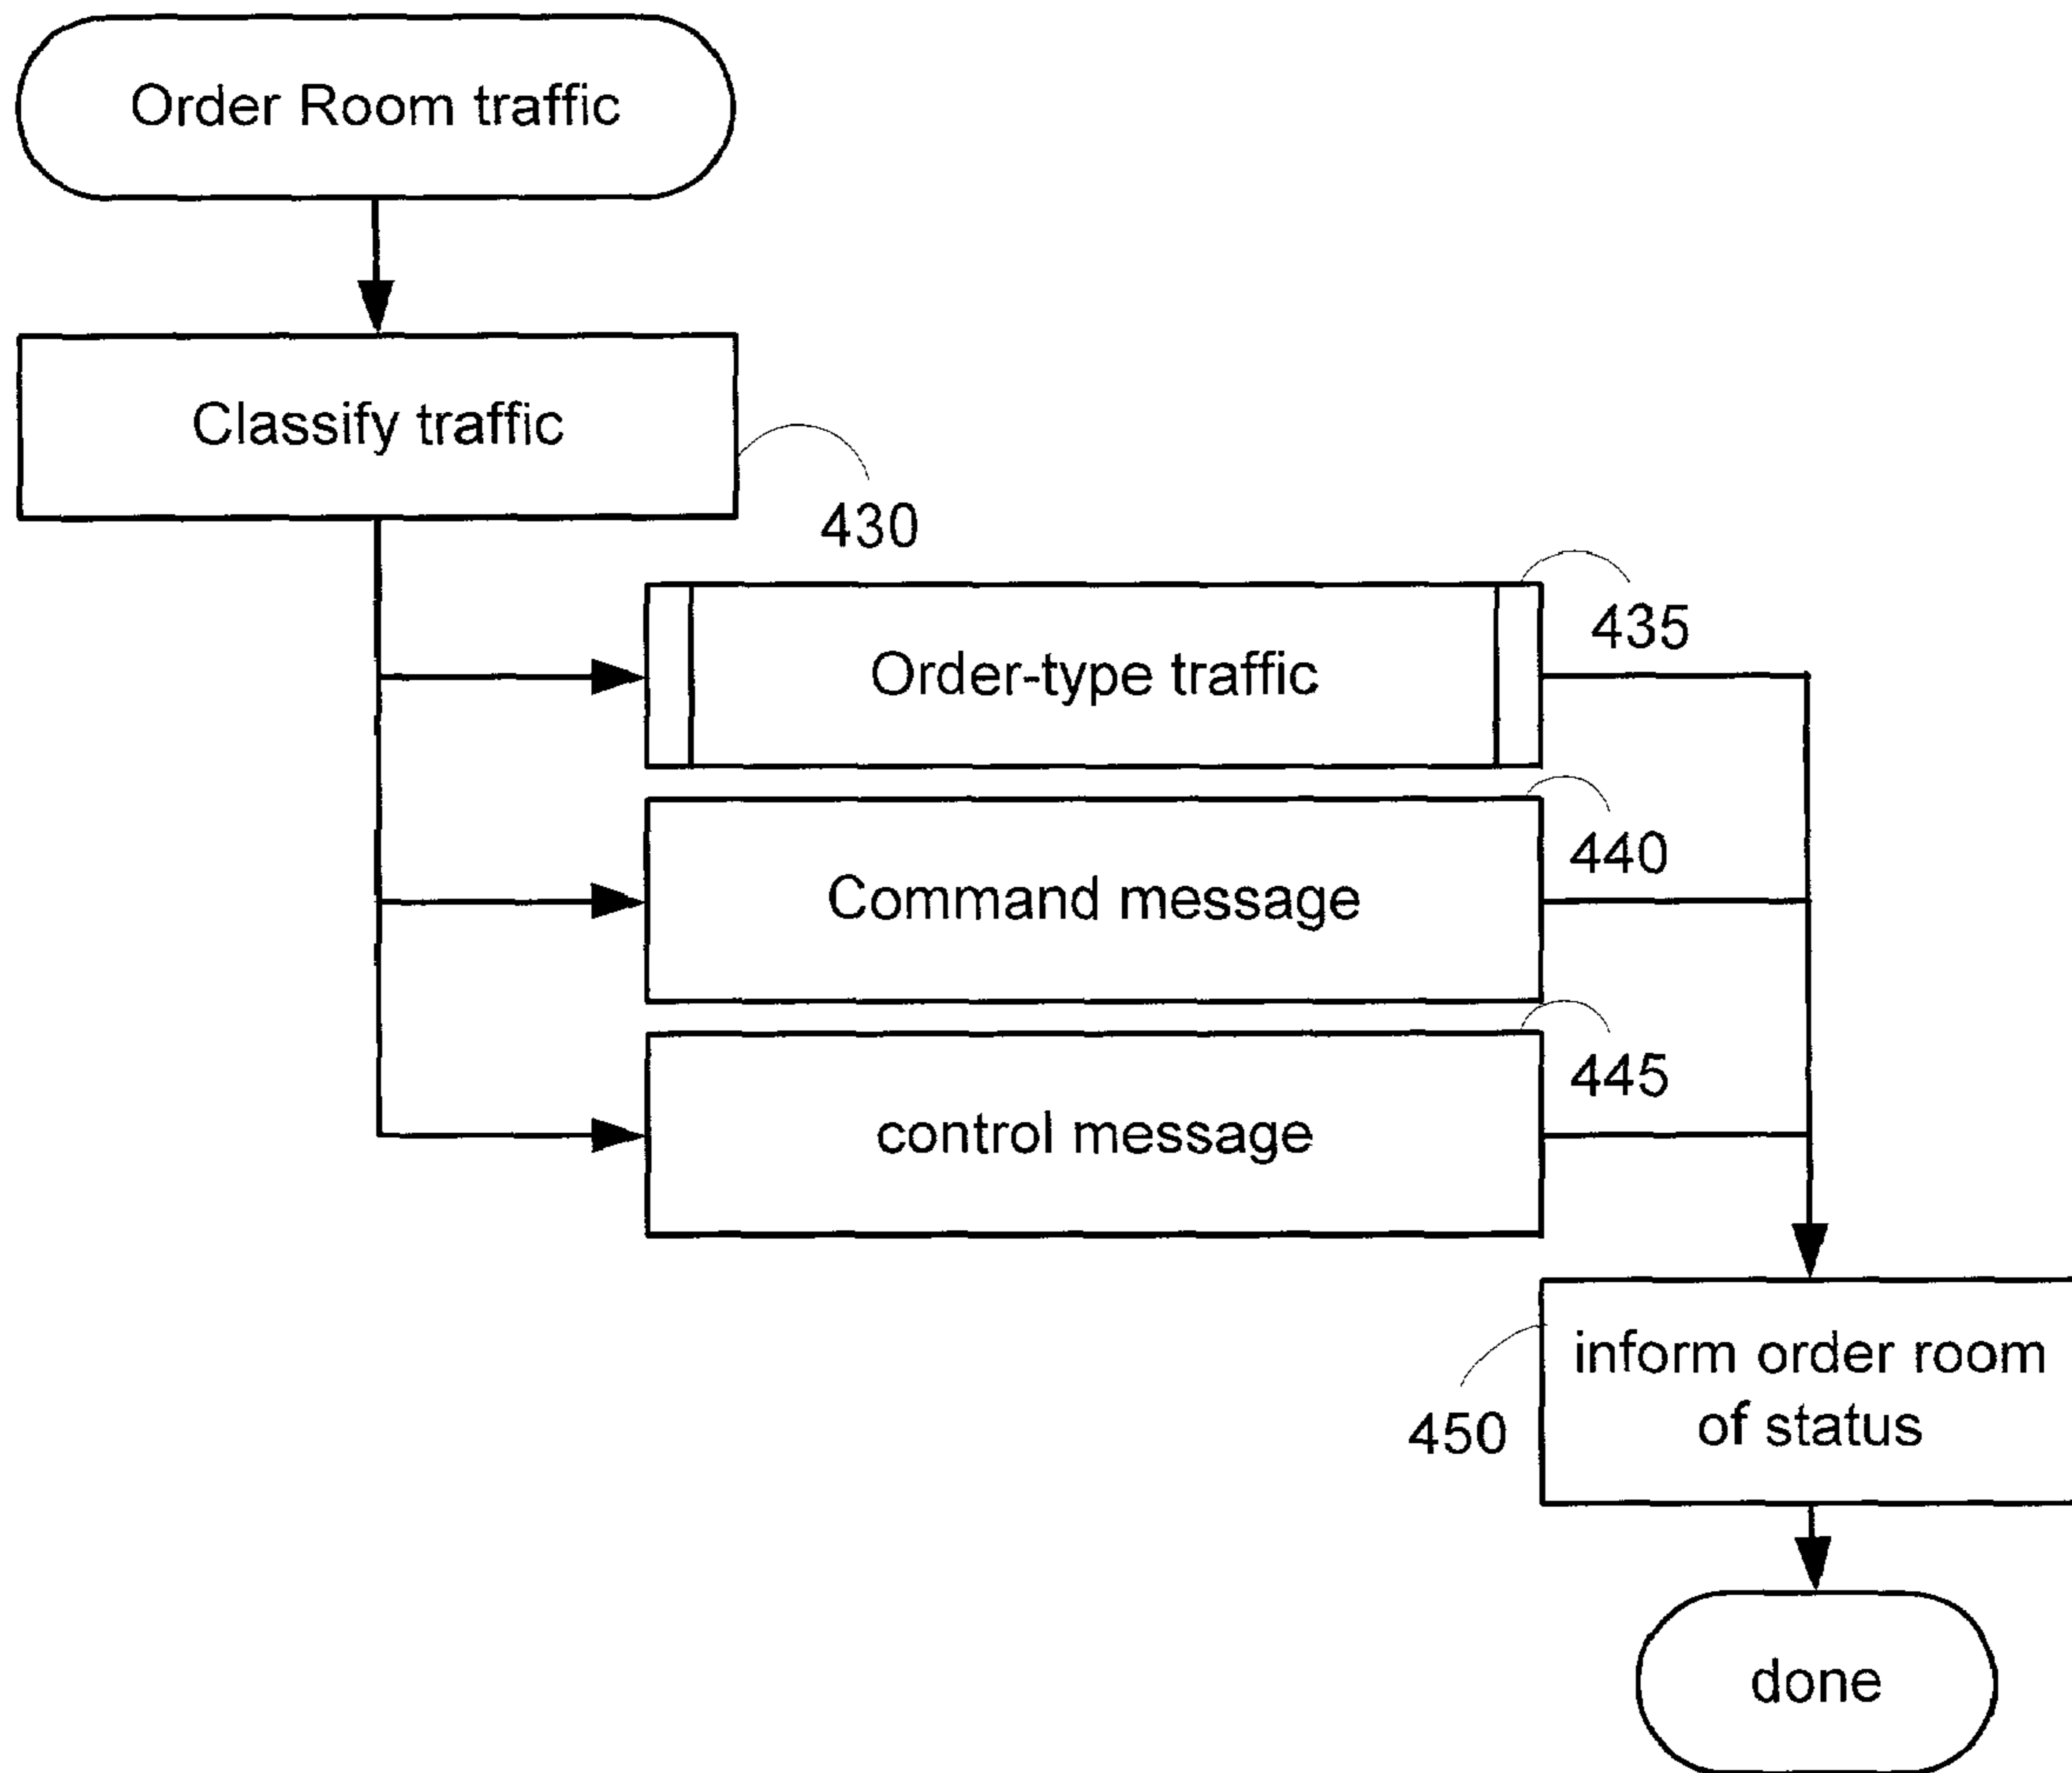 Order Room traffic
Classify traffic
430
435
Order-type traffic
440
Command message
445
control message
inform order room
of status
450
done